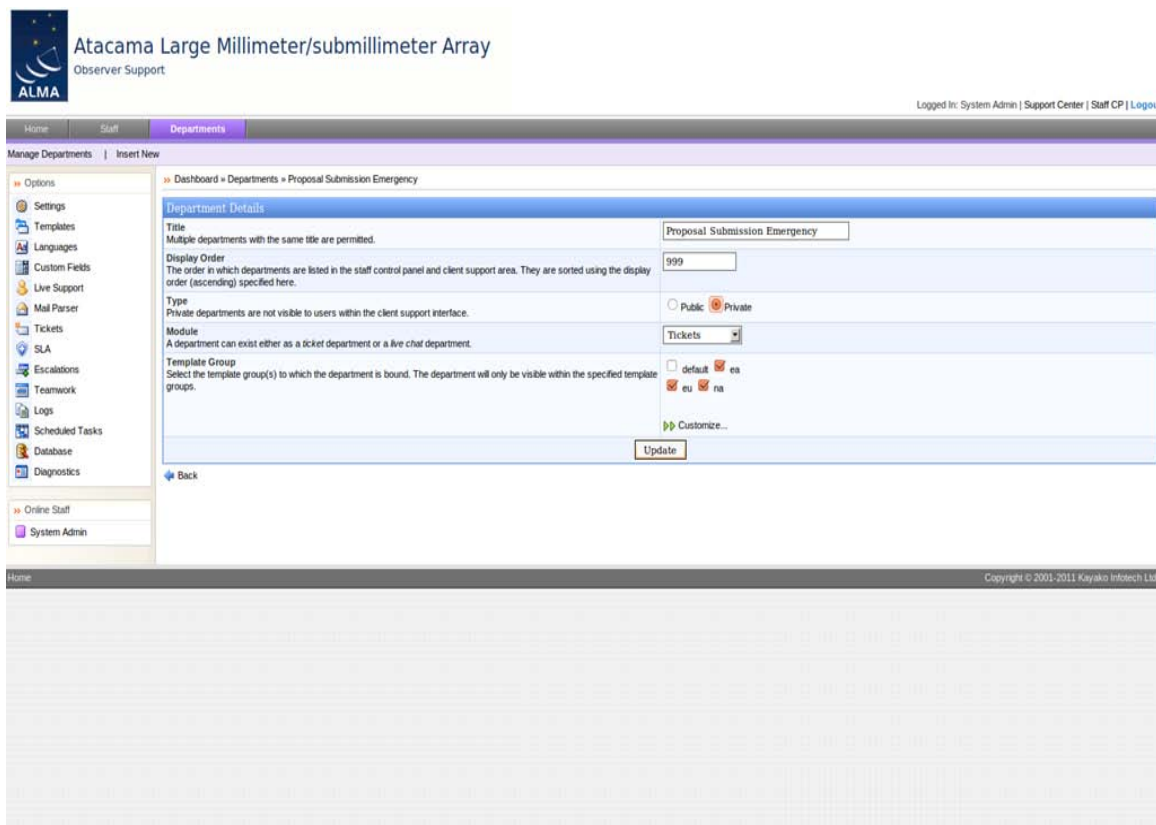 ALMA
Atacama Large Millimeter/submillimeter Array
Observer Support
Logged In: System Admin | Support Center | Staff CP | Logou
Home Staff Departments
Manage Departments | Insert New
» Options
Settings
Templates
Languages
Custom Fields
Live Support
Mail Parser
Tickets
SLA
Escalations
Teamwork
Logs
Scheduled Tasks
Database
Diagnostics
» Online Staff
System Admin
» Dashboard » Departments » Proposal Submission Emergency
Department Details
Title
Multiple departments with the same title are permitted.
Proposal Submission Emergency
Display Order
The order in which departments are listed in the staff control panel and client support area. They are sorted using the display
order (ascending) specified here.
999
Type
Private departments are not visible to users within the client support interface.
Public Private
Module
A department can exist either as a ticket department or a live chat department.
Tickets
Template Group
Select the template group(s) to which the department is bound. The department will only be visible within the specified template
groups.
default ea
eu na
Customize...
Update
Back
Home
Copyright © 2001-2011 Kayako Infotech Ltd